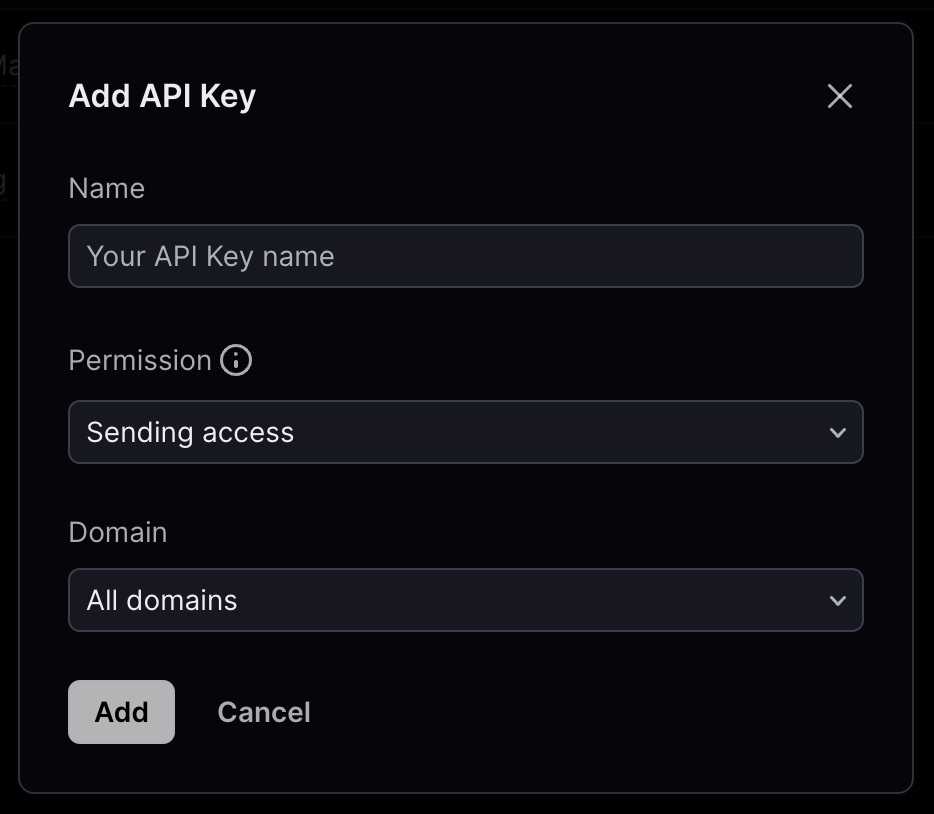 Add API Key
Name
Your API Key name
Permission
Sending access
Domain
All domains
Add
Cancel